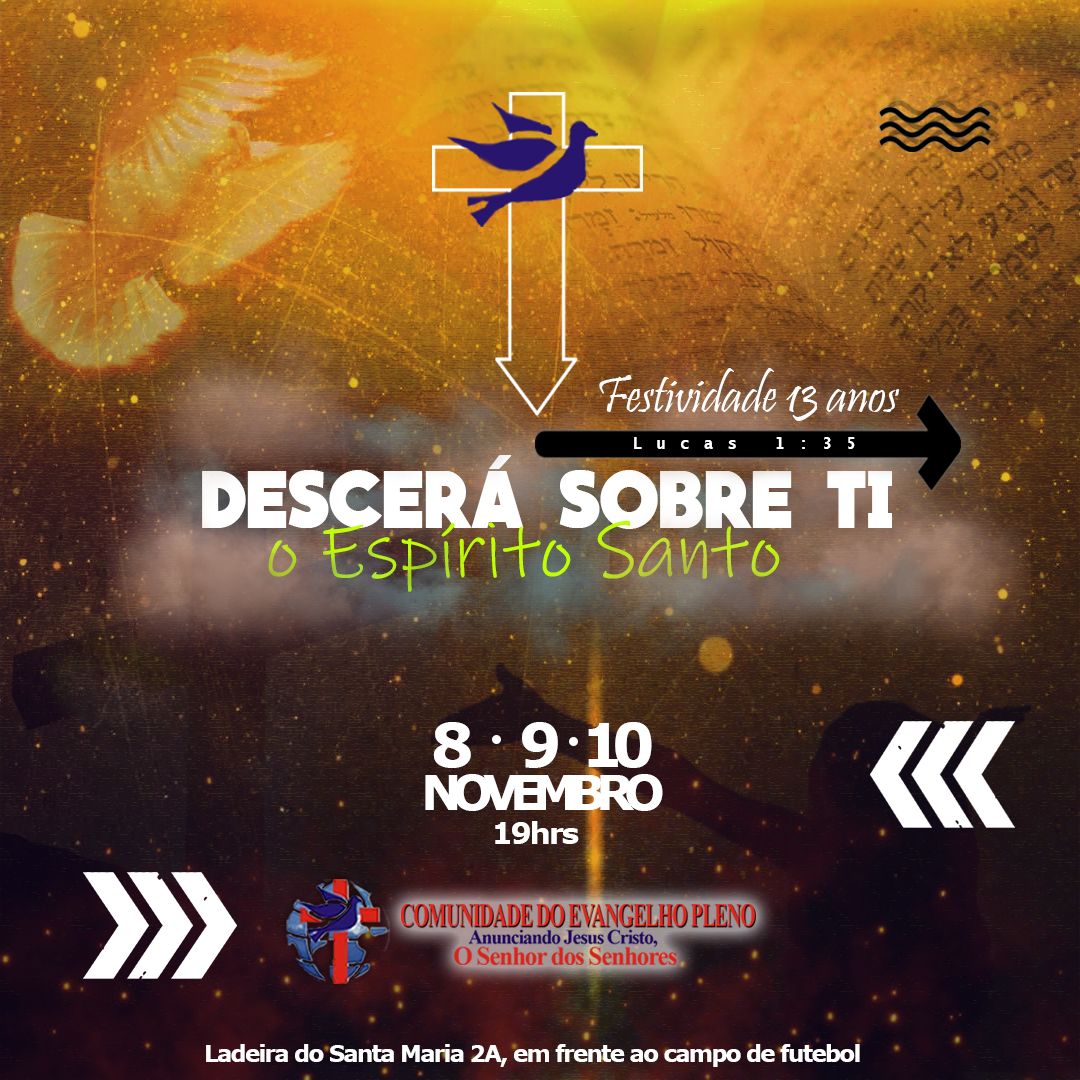 Festividade 13 anos
Lucas 1:35
DESCERÁ SOBRE TI
o Espírito Santo
8 · 9 · 10
NOVEMBRO
19hrs
COMUNIDADE DO EVANGELHO PLENO
Anunciando Jesus Cristo,
O Senhor dos Senhores
Ladeira do Santa Maria 2A, em frente ao campo de futebol